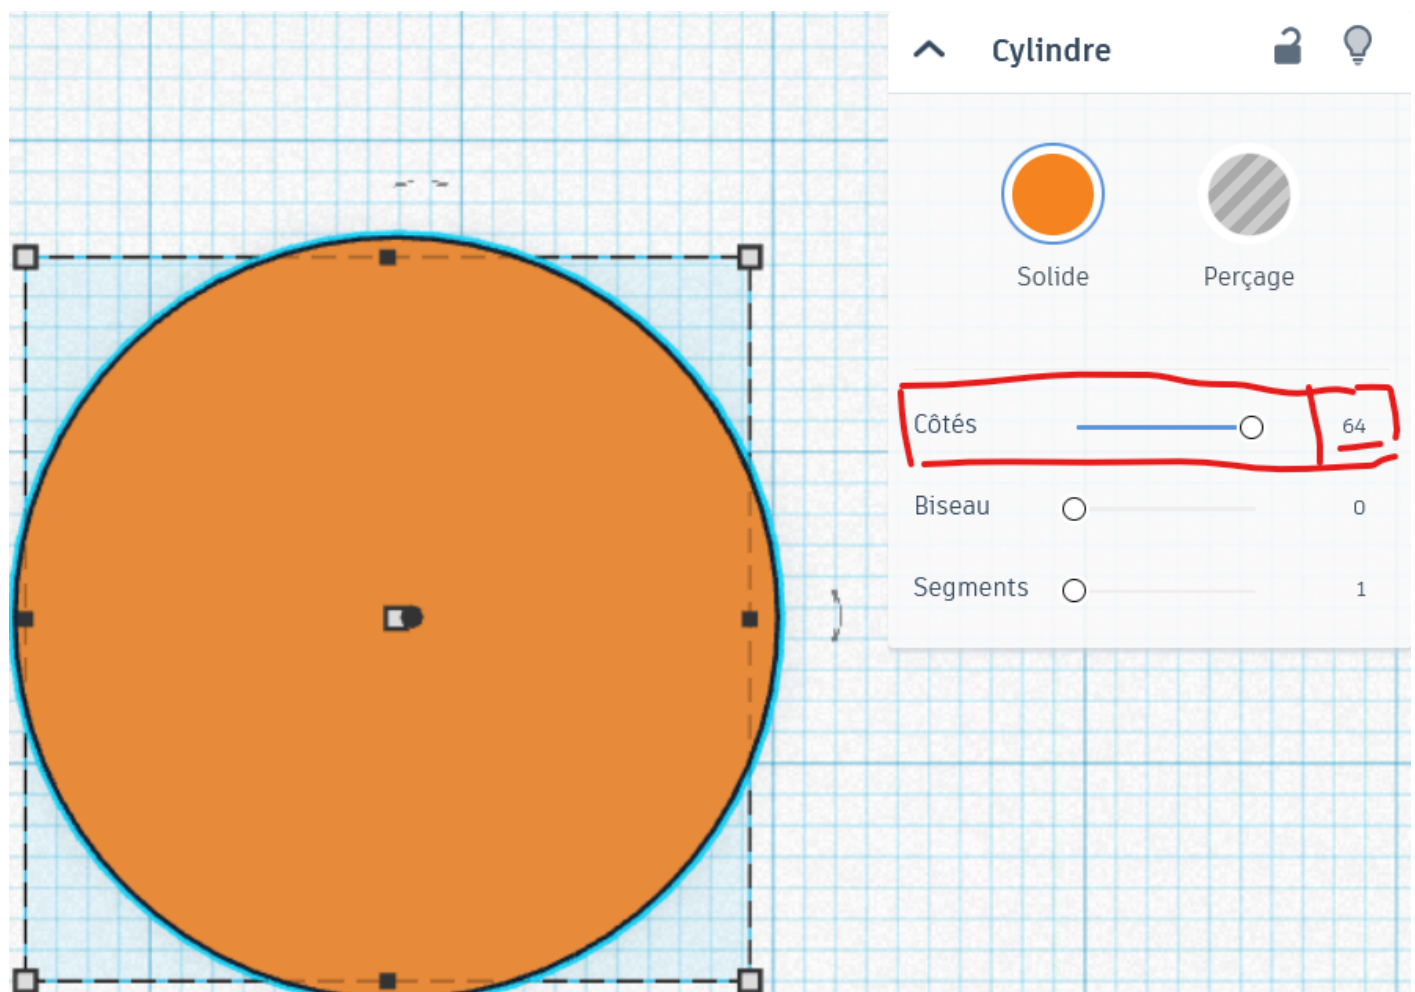 Cylindre
Solide Perçage
Côtés 64
Biseau 0
Segments 1